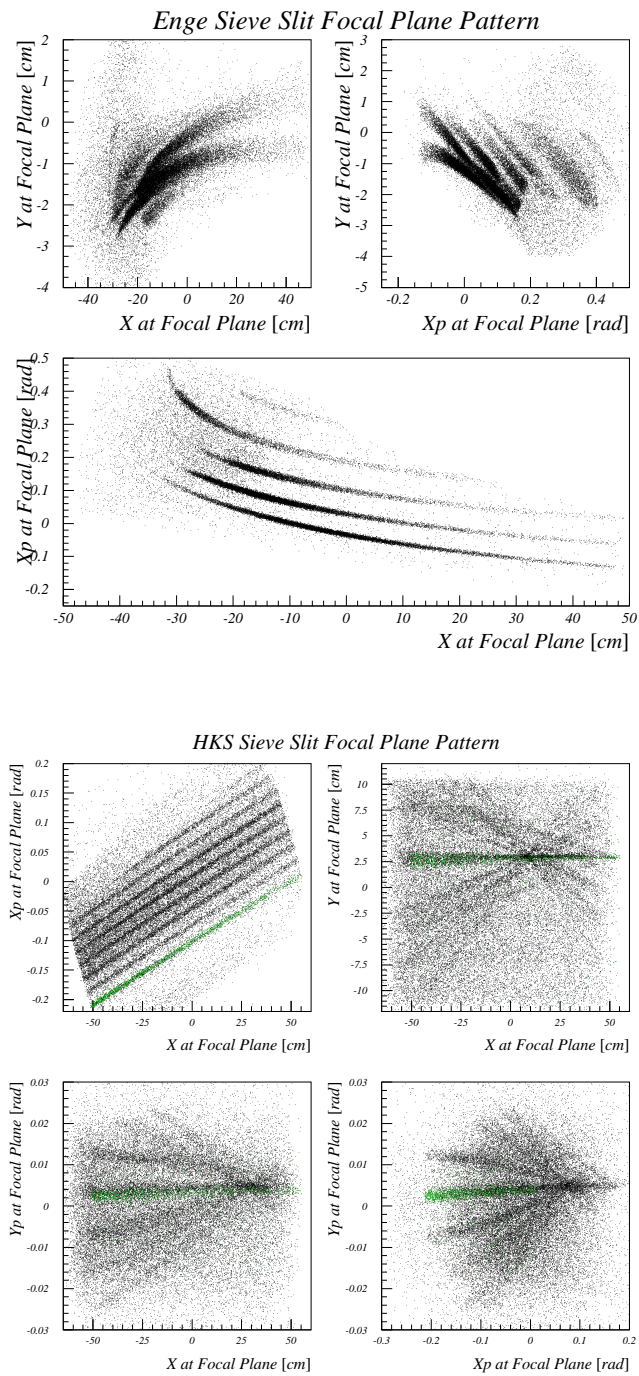 Enge Sieve Slit Focal Plane Pattern
Y at Focal Plane [cm]
2
1
0
-1
-2
-3
-4
-40 -20 0 20 40
X at Focal Plane [cm]
Y at Focal Plane [cm]
3
2
1
0
-1
-2
-3
-4
-5
-0.2 0 0.2 0.4
Xp at Focal Plane [rad]
Xp at Focal Plane [rad]
0.5
0.4
0.3
0.2
0.1
0
-0.1
-0.2
-50 -40 -30 -20 -10 0 10 20 30 40 50
X at Focal Plane [cm]
HKS Sieve Slit Focal Plane Pattern
Xp at Focal Plane [rad]
0.2
0.15
0.1
0.05
0
-0.05
-0.1
-0.15
-0.2
-50 -25 0 25 50
X at Focal Plane [cm]
Y at Focal Plane [cm]
10
7.5
5
2.5
0
-2.5
-5
-7.5
-10
-50 -25 0 25 50
X at Focal Plane [cm]
Yp at Focal Plane [rad]
0.03
0.02
0.01
0
-0.01
-0.02
-0.03
-50 -25 0 25 50
X at Focal Plane [cm]
Yp at Focal Plane [rad]
0.03
0.02
0.01
0
-0.01
-0.02
-0.03
-0.3 -0.2 -0.1 0 0.1 0.2
Xp at Focal Plane [rad]